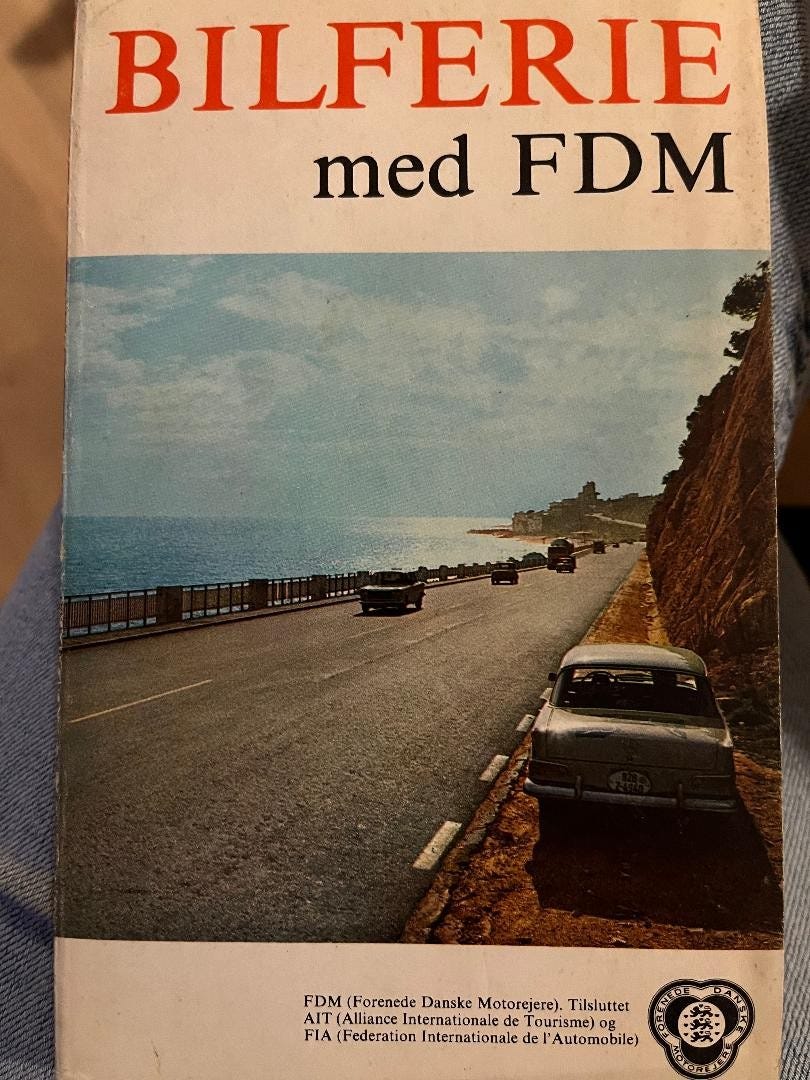 BILFERIE
med FDM
FDM (Forenede Danske Motorejere). Tilsluttet
AIT (Alliance Internationale de Tourisme) og
FIA (Federation Internationale de l'Automobile)
FORENEDE DANSKE
MOTOREJERE